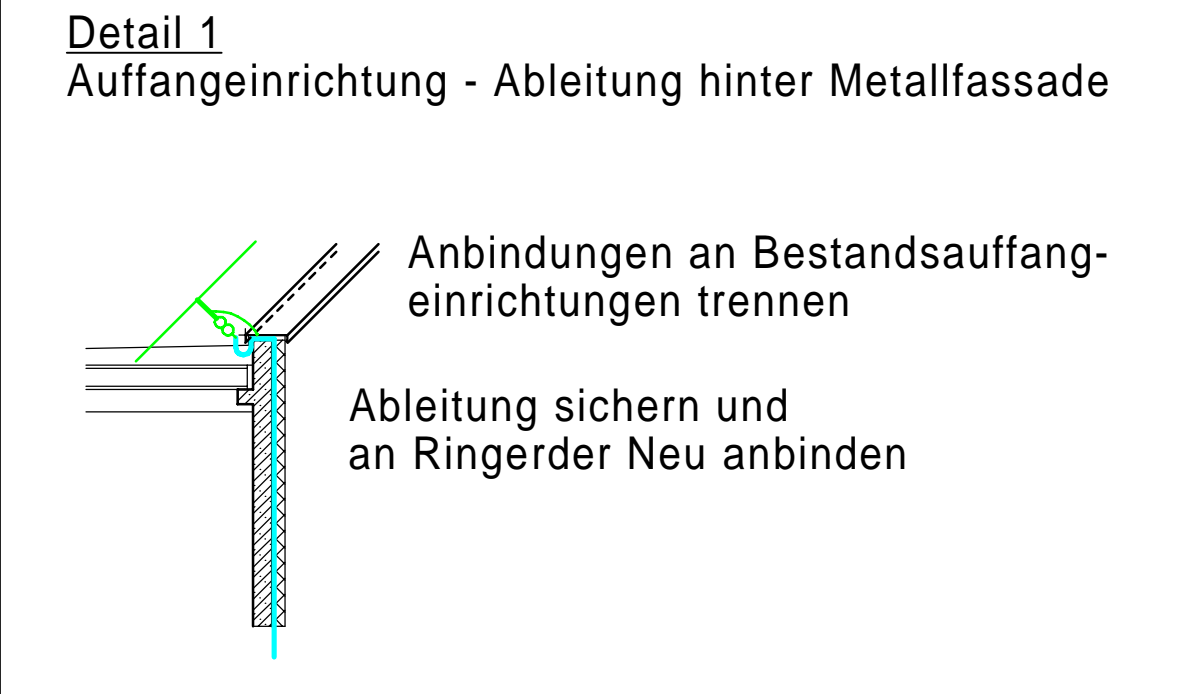 Detail 1
Auffangeinrichtung - Ableitung hinter Metallfassade
Anbindungen an Bestandsauffang-
einrichtungen trennen
Ableitung sichern und
an Ringerder Neu anbinden